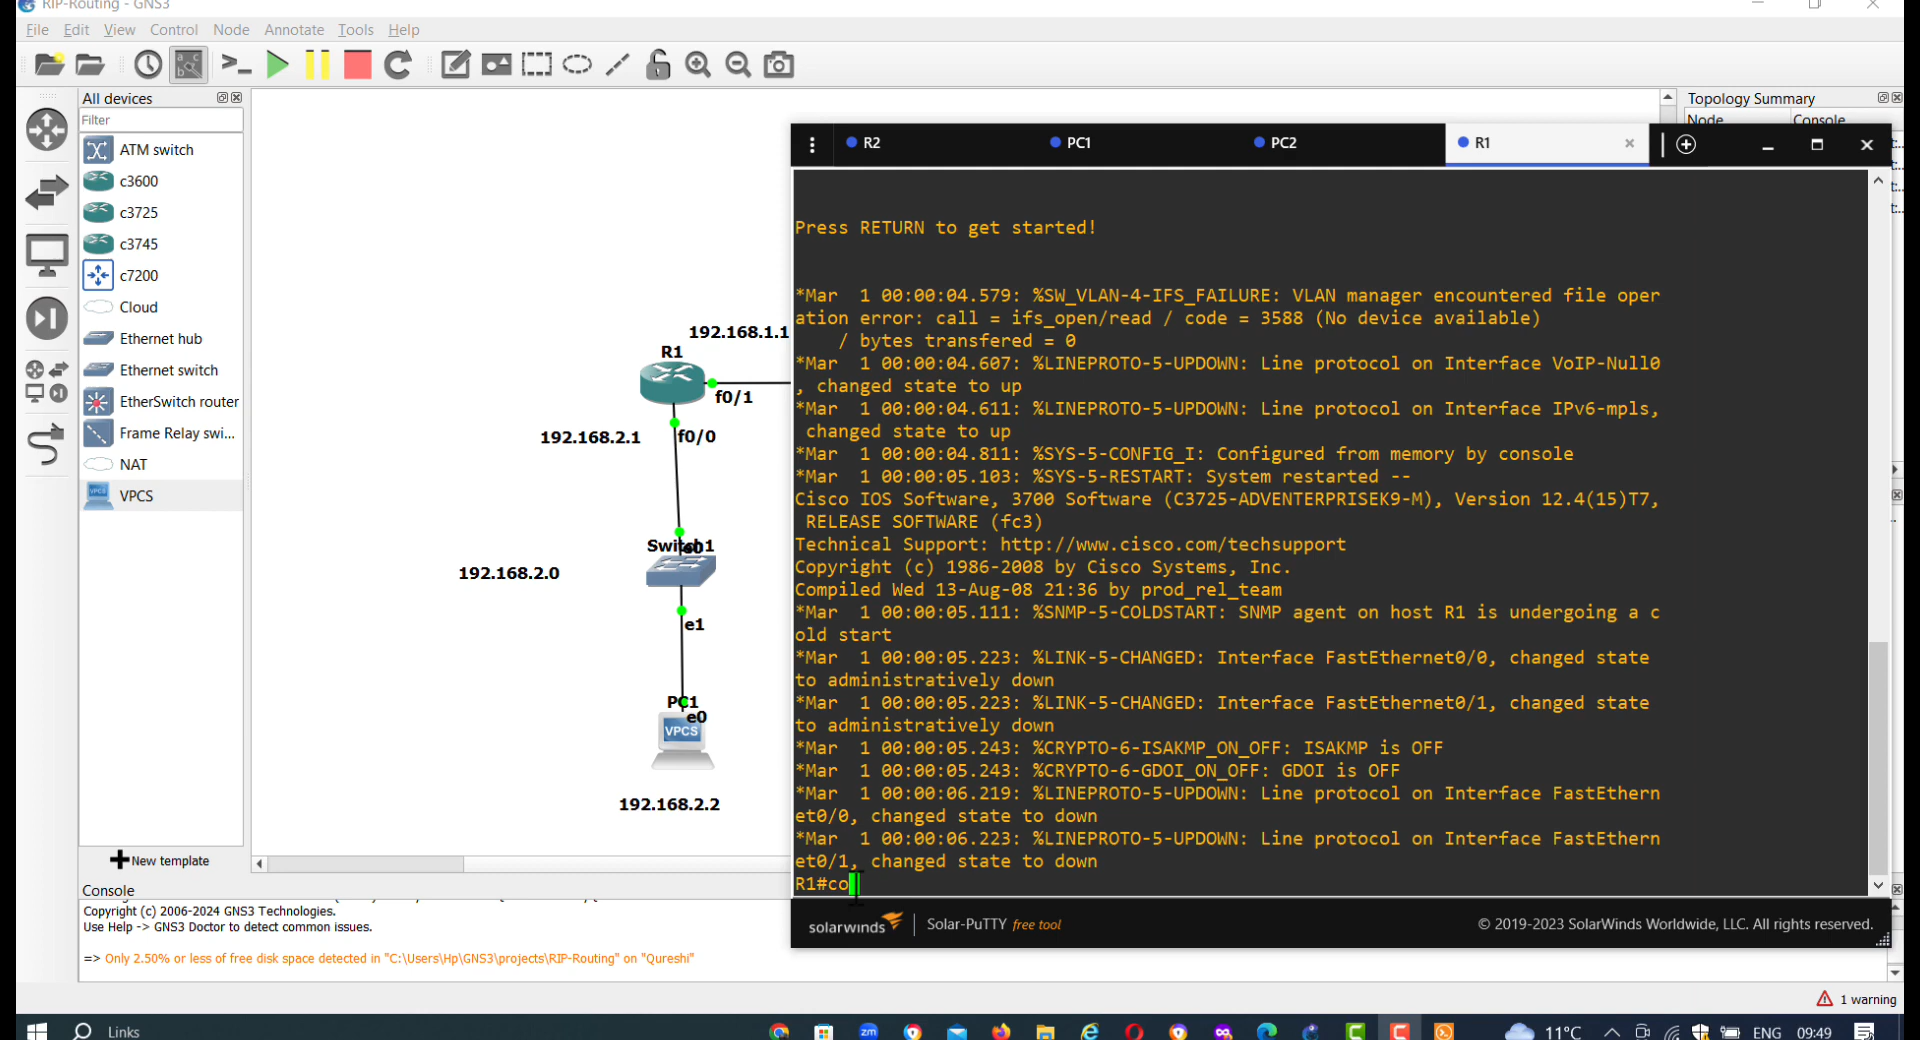 RIP-Routing - GNS3
File Edit View Control Node Annotate Tools Help
All devices
Filter
ATM switch
c3600
c3725
c3745
c7200
Cloud
Ethernet hub
Ethernet switch
EtherSwitch router
Frame Relay swi...
NAT
VPCS
New template
192.168.1.1
R1
f0/1
192.168.2.1
f0/0
Switch1
e0
192.168.2.0
e1
PC1
e0
VPCS
192.168.2.2
Topology Summary
Node Console
R2 PC1 PC2 R1
Press RETURN to get started!
*Mar  1 00:00:04.579: %SW_VLAN-4-IFS_FAILURE: VLAN manager encountered file oper
ation error: call = ifs_open/read / code = 3588 (No device available)
/ bytes transfered = 0
*Mar  1 00:00:04.607: %LINEPROTO-5-UPDOWN: Line protocol on Interface VoIP-Null0
, changed state to up
*Mar  1 00:00:04.611: %LINEPROTO-5-UPDOWN: Line protocol on Interface IPv6-mpls,
changed state to up
*Mar  1 00:00:04.811: %SYS-5-CONFIG_I: Configured from memory by console
*Mar  1 00:00:05.103: %SYS-5-RESTART: System restarted --
Cisco IOS Software, 3700 Software (C3725-ADVENTERPRISEK9-M), Version 12.4(15)T7,
RELEASE SOFTWARE (fc3)
Technical Support: http://www.cisco.com/techsupport
Copyright (c) 1986-2008 by Cisco Systems, Inc.
Compiled Wed 13-Aug-08 21:36 by prod_rel_team
*Mar  1 00:00:05.111: %SNMP-5-COLDSTART: SNMP agent on host R1 is undergoing a c
old start
*Mar  1 00:00:05.223: %LINK-5-CHANGED: Interface FastEthernet0/0, changed state
to administratively down
*Mar  1 00:00:05.223: %LINK-5-CHANGED: Interface FastEthernet0/1, changed state
to administratively down
*Mar  1 00:00:05.243: %CRYPTO-6-ISAKMP_ON_OFF: ISAKMP is OFF
*Mar  1 00:00:05.243: %CRYPTO-6-GDOI_ON_OFF: GDOI is OFF
*Mar  1 00:00:06.219: %LINEPROTO-5-UPDOWN: Line protocol on Interface FastEthern
et0/0, changed state to down
*Mar  1 00:00:06.223: %LINEPROTO-5-UPDOWN: Line protocol on Interface FastEthern
et0/1, changed state to down
R1#co
solarwinds Solar-PuTTY free tool © 2019-2023 SolarWinds Worldwide, LLC. All rights reserved.
Console
Copyright (c) 2006-2024 GNS3 Technologies.
Use Help -> GNS3 Doctor to detect common issues.
=> Only 2.50% or less of free disk space detected in "C:\Users\Hp\GNS3\projects\RIP-Routing" on "Qureshi"
1 warning
Links
zm
11°C
ENG
09:49